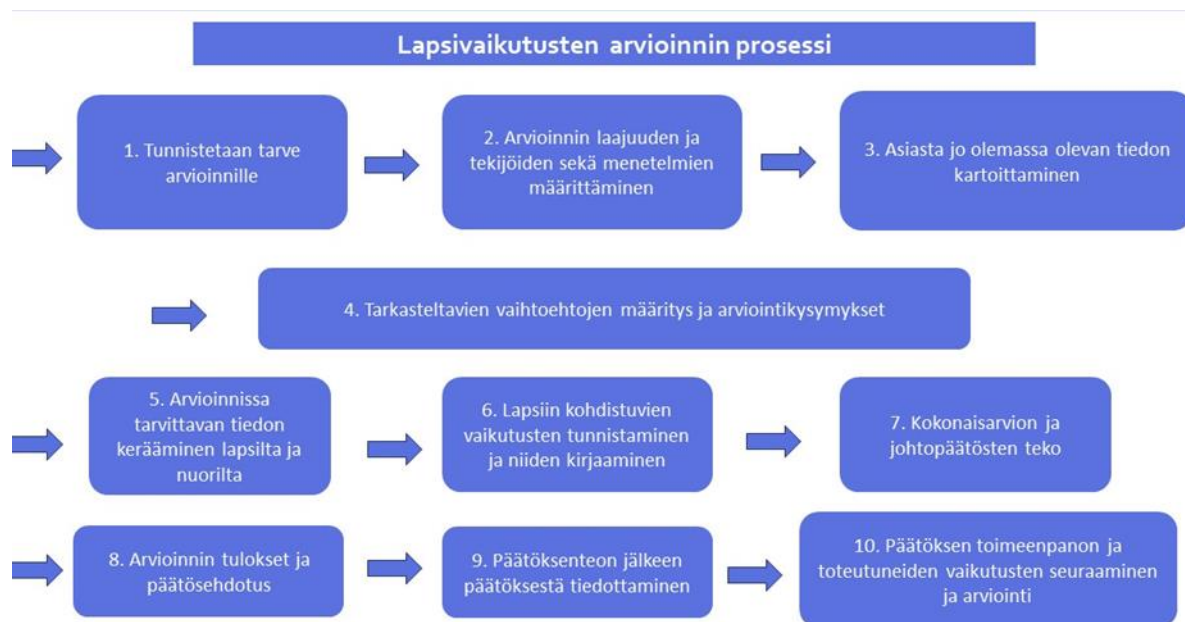 Lapsivaikutusten arvioinnin prosessi
1. Tunnistetaan tarve
arvioinnille
2. Arvioinnin laajuuden ja
tekijöiden sekä menetelmien
määrittäminen
3. Asiasta jo olemassa olevan tiedon
kartoittaminen
4. Tarkasteltavien vaihtoehtojen määritys ja arviointikysymykset
5. Arvioinnissa
tarvittavan tiedon
kerääminen lapsilta ja
nuorilta
6. Lapsiin kohdistuvien
vaikutusten tunnistaminen
ja niiden kirjaaminen
7. Kokonaisarvion ja
johtopäätösten teko
8. Arvioinnin tulokset ja
päätösehdotus
9. Päätöksenteon jälkeen
päätöksestä tiedottaminen
10. Päätöksen toimeenpanon ja
toteutuneiden vaikutusten seuraaminen
ja arviointi